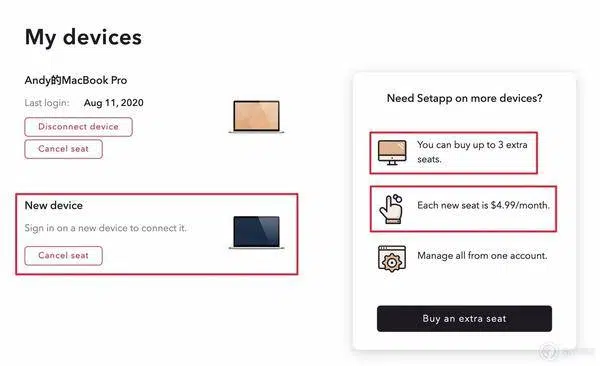 My devices
Andy的MacBook Pro
Last login: Aug 11, 2020
Disconnect device
Cancel seat
New device
Sign in on a new device to connect it.
Cancel seat
Need Setapp on more devices?
You can buy up to 3 extra
seats.
Each new seat is $4.99/month.
Manage all from one account.
Buy an extra seat